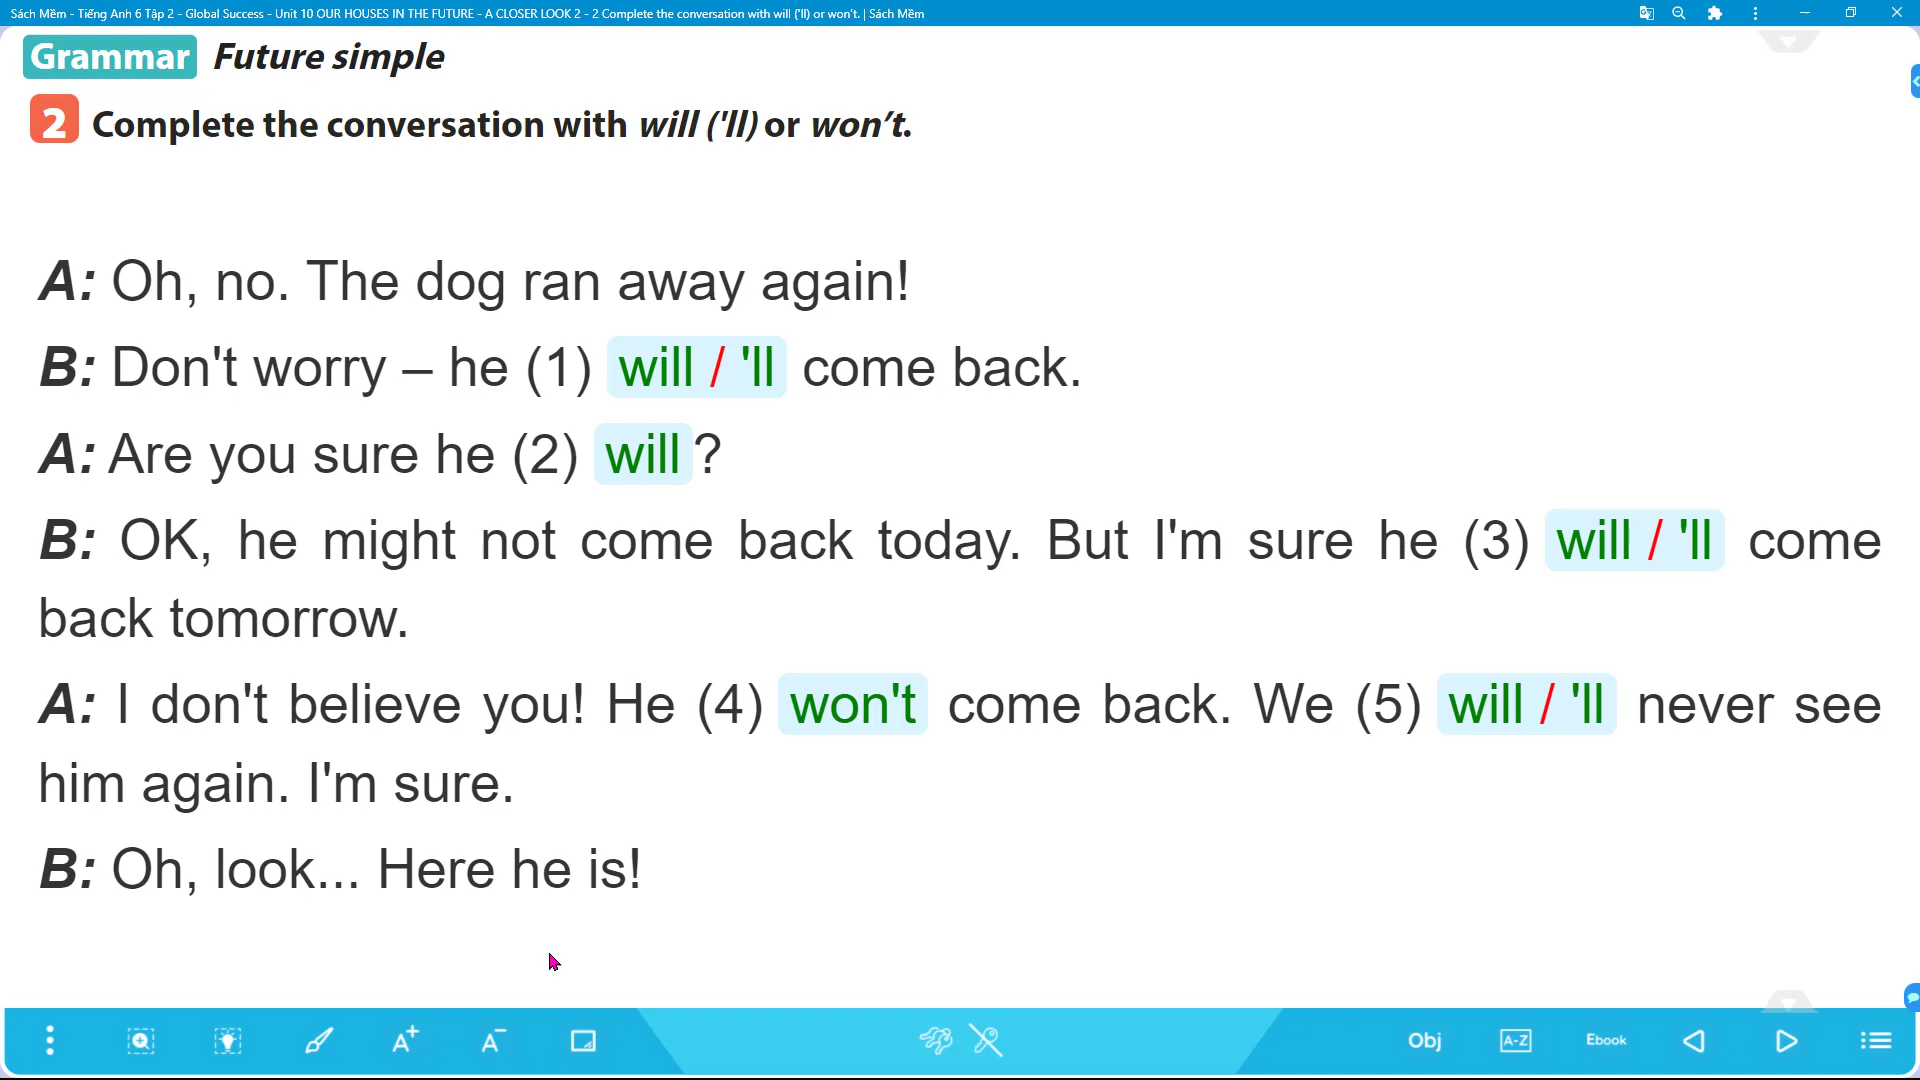 Sách Mềm - Tiếng Anh 6 Tập 2 - Global Success - Unit 10 OUR HOUSES IN THE FUTURE - A CLOSER LOOK 2 - 2 Complete the conversation with will ('ll) or won't. | Sách Mềm
Grammar Future simple
2 Complete the conversation with will ('ll) or won't.
A: Oh, no. The dog ran away again!
B: Don't worry – he (1) will / 'll come back.
A: Are you sure he (2) will ?
B: OK, he might not come back today. But I'm sure he (3) will / 'll come
back tomorrow.
A: I don't believe you! He (4) won't come back. We (5) will / 'll never see
him again. I'm sure.
B: Oh, look... Here he is!
A+ A− Obj A-Z Ebook